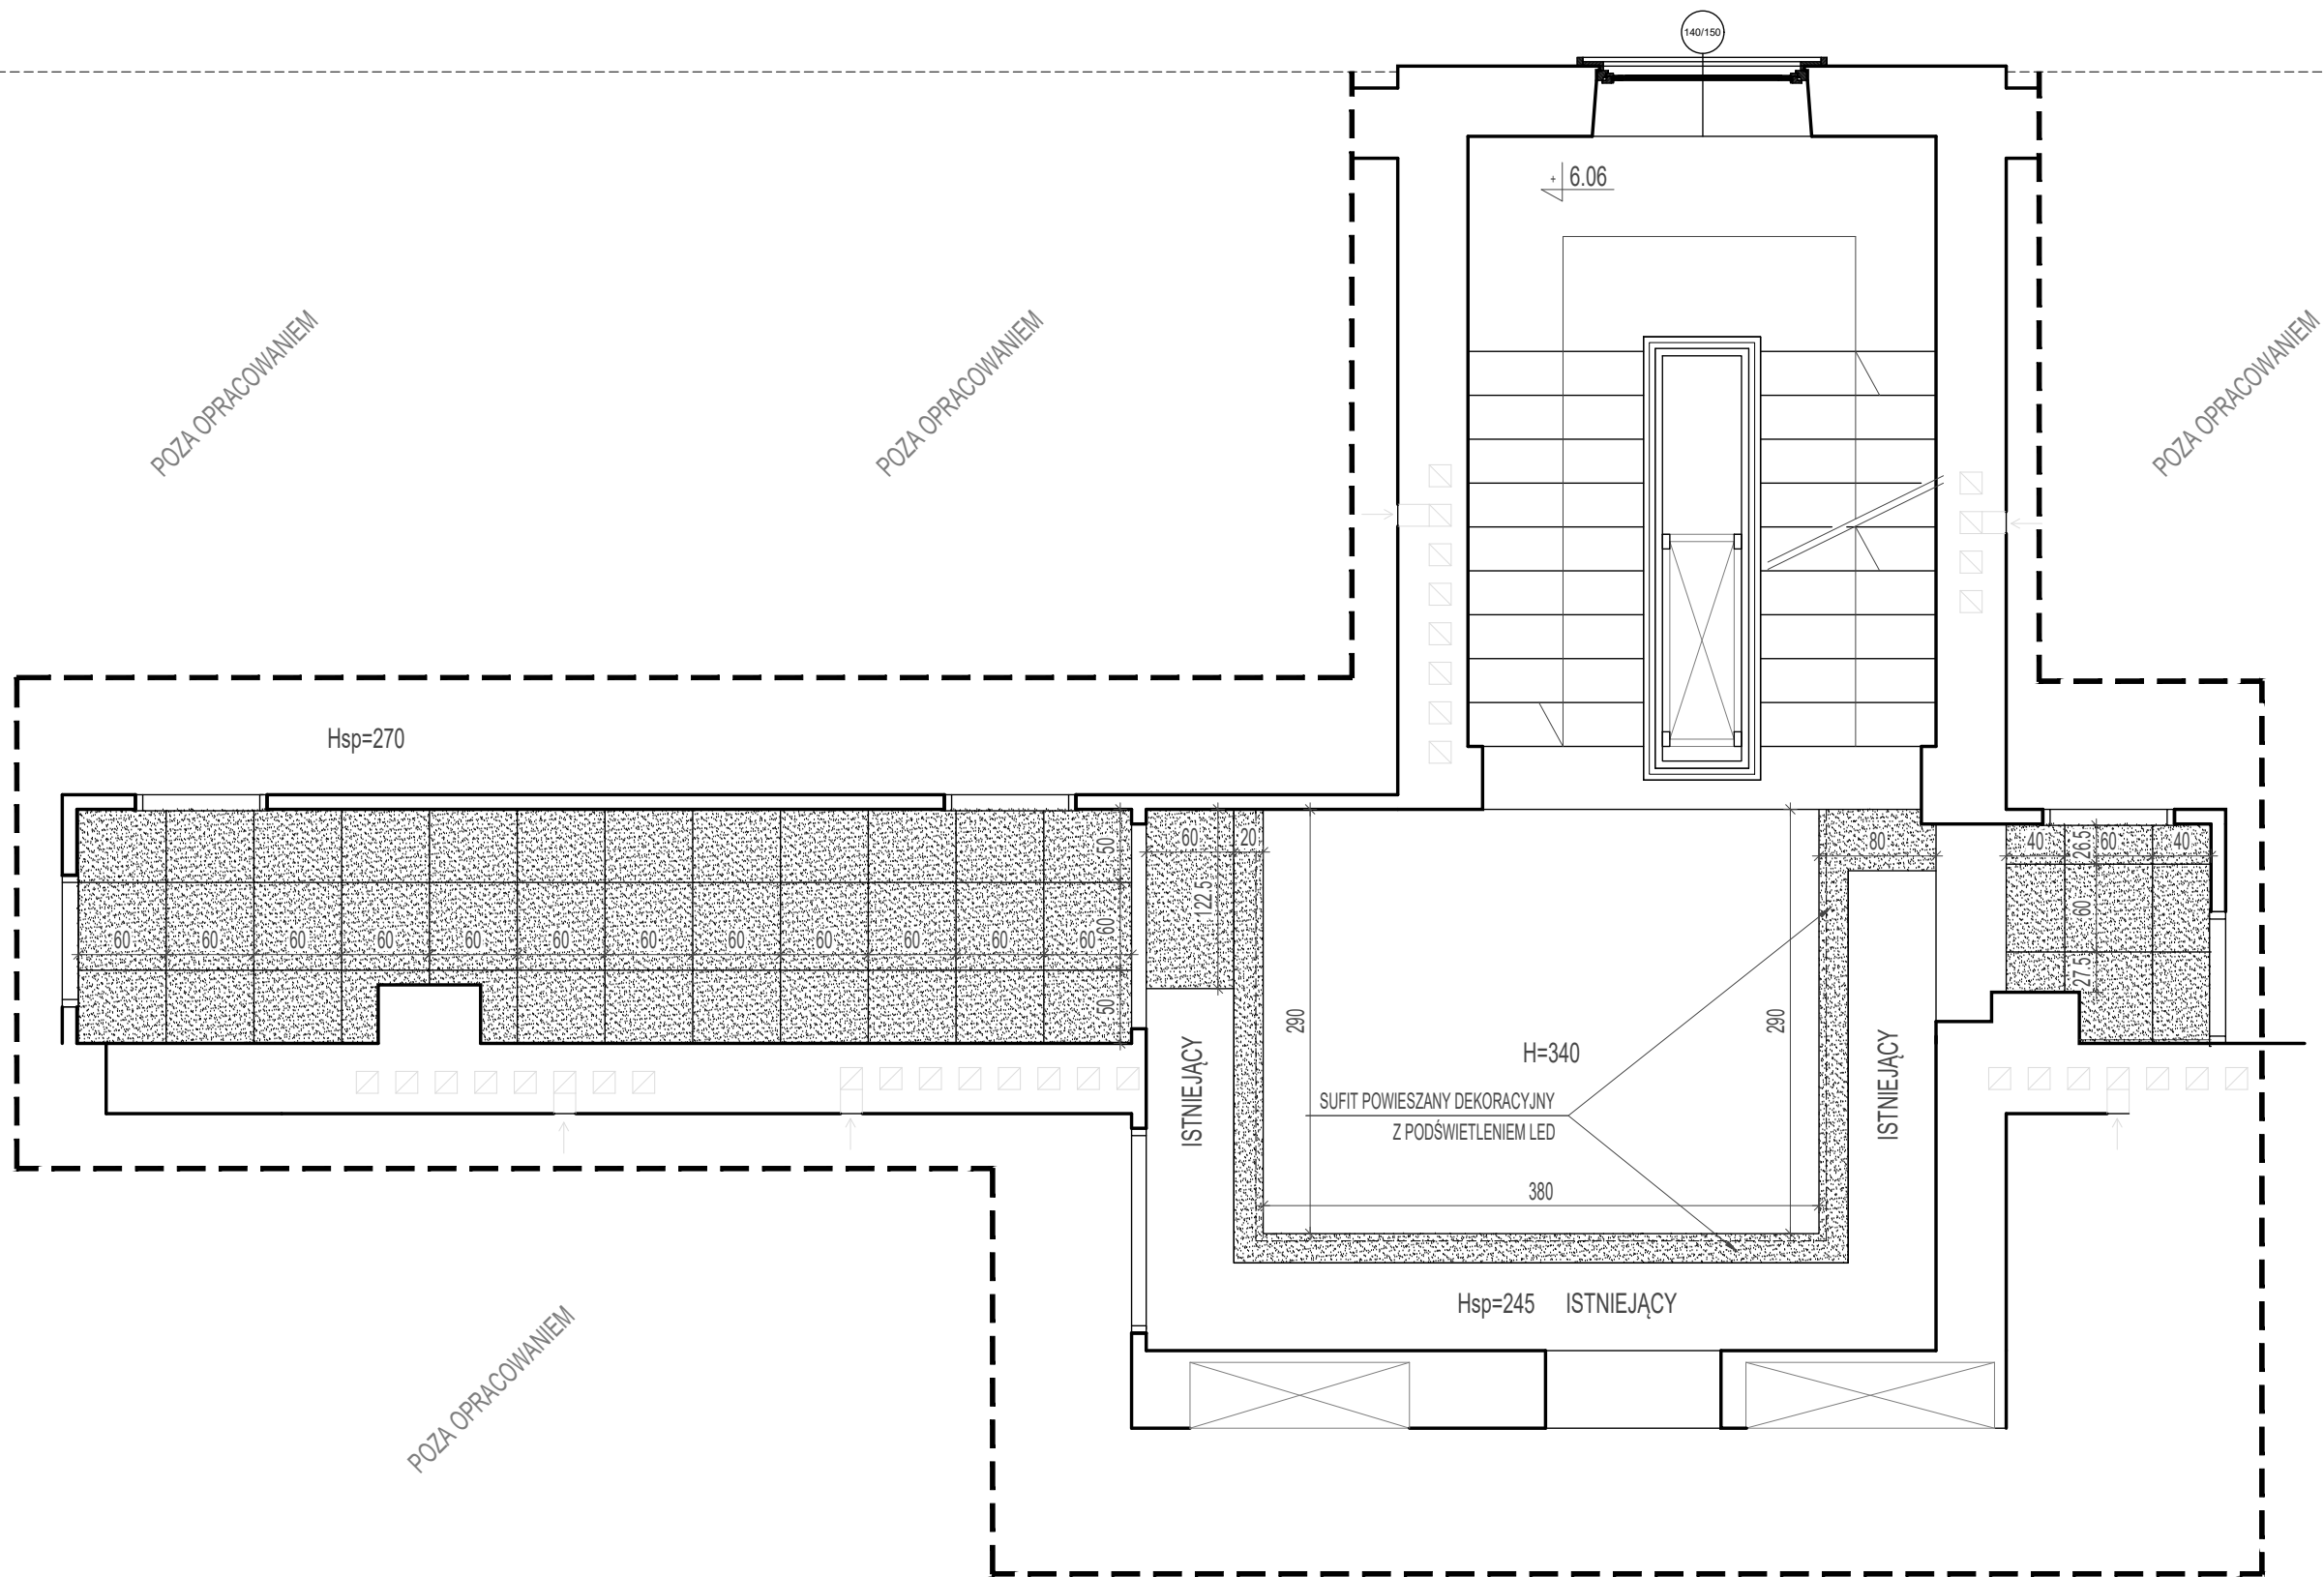 140/150
+ 6.06
POZA OPRACOWANIEM
POZA OPRACOWANIEM
POZA OPRACOWANIEM
Hsp=270
50
60
20
122.5
80
40
26.5
60
40
60
60
60
60
60
60
60
60
60
60
60
60
60
60
27.5
50
290
290
H=340
ISTNIEJĄCY
ISTNIEJĄCY
SUFIT POWIESZANY DEKORACYJNY
Z PODŚWIETLENIEM LED
380
Hsp=245 ISTNIEJĄCY
POZA OPRACOWANIEM